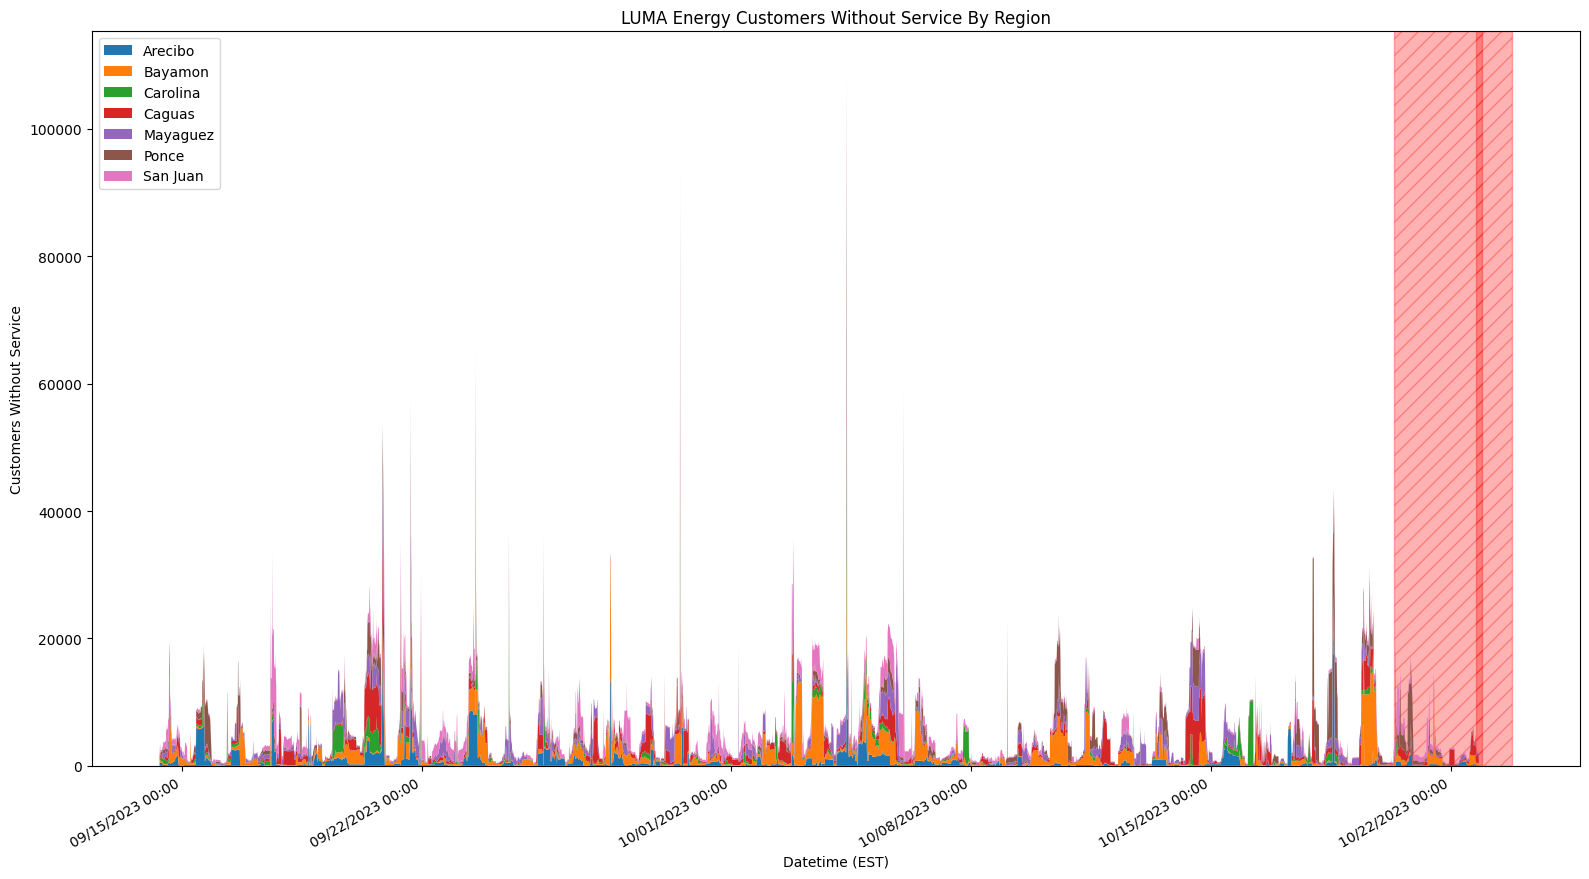 LUMA Energy Customers Without Service By Region
Arecibo
Bayamon
Carolina
Caguas
Mayaguez
Ponce
San Juan
100000
80000
60000
40000
20000
0
Customers Without Service
09/15/2023 00:00
09/22/2023 00:00
10/01/2023 00:00
10/08/2023 00:00
10/15/2023 00:00
10/22/2023 00:00
Datetime (EST)